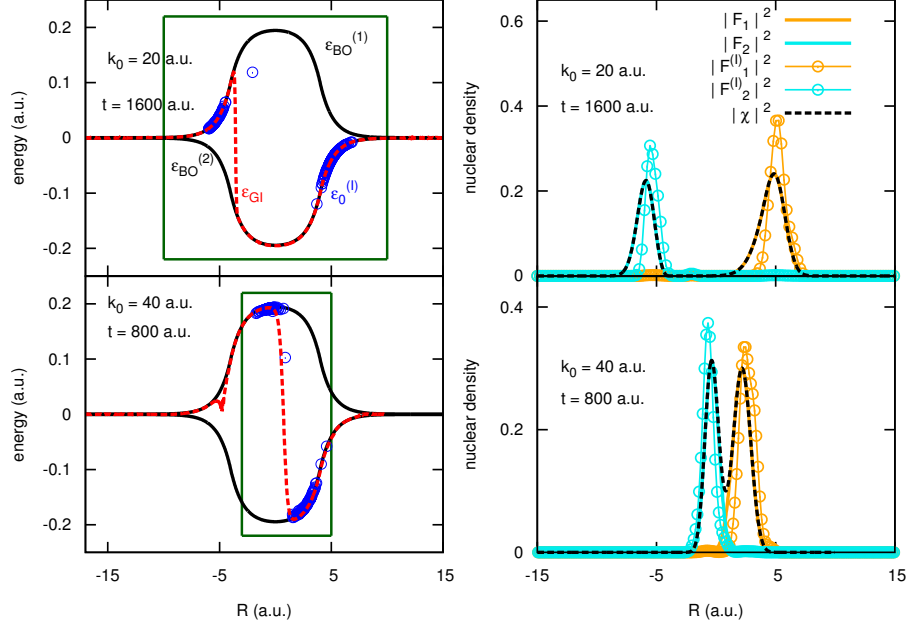 0.2
0.1
0
-0.1
-0.2
energy (a.u.)
k₀ = 20 a.u.
t = 1600 a.u.
ε_BO^(1)
ε_BO^(2)
ε_GI
ε₀^(l)
0.2
0.1
0
-0.1
-0.2
energy (a.u.)
k₀ = 40 a.u.
t = 800 a.u.
-15 -5 5 15
R (a.u.)
0.6
0.4
0.2
0
nuclear density
k₀ = 20 a.u.
t = 1600 a.u.
| F₁ | ²
| F₂ | ²
| F^(l)₁ | ²
| F^(l)₂ | ²
| χ | ²
0.4
0.2
0
nuclear density
k₀ = 40 a.u.
t = 800 a.u.
-15 -5 5 15
R (a.u.)